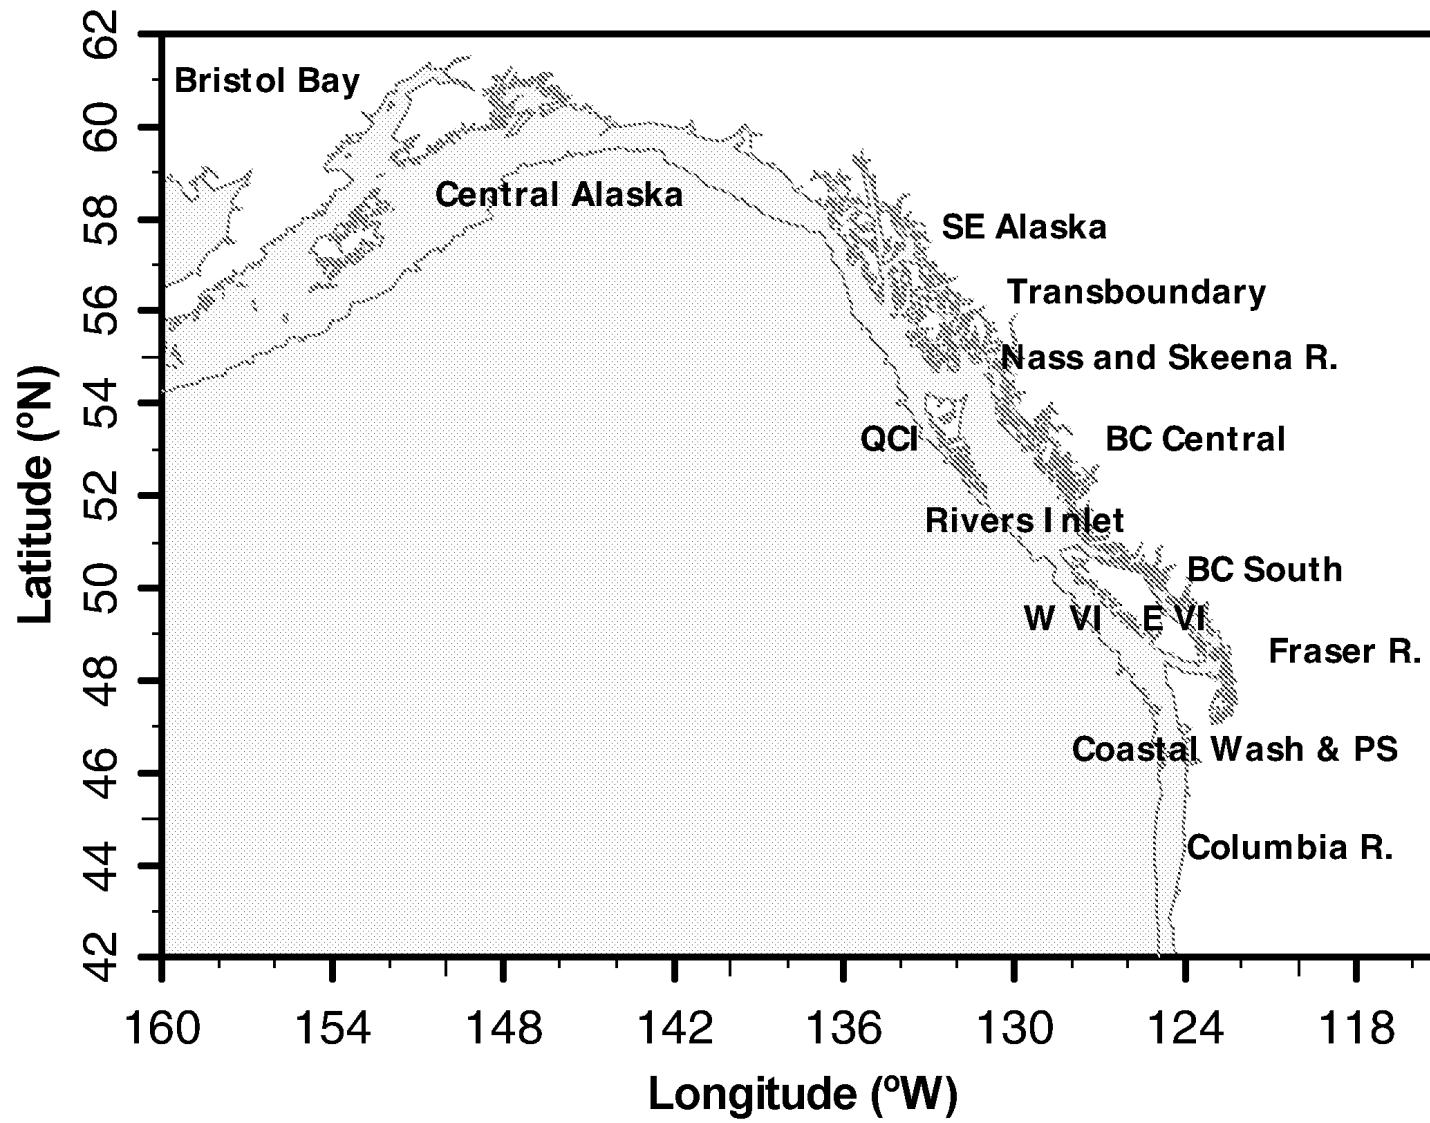 62
Bristol Bay
60
Central Alaska
58
SE Alaska
Transboundary
56
Nass and Skeena R.
54
QCI
BC Central
52
Rivers Inlet
BC South
50
W VI
E VI
Fraser R.
48
Coastal Wash & PS
46
Columbia R.
44
42
Latitude (ºN)
160 154 148 142 136 130 124 118
Longitude (ºW)